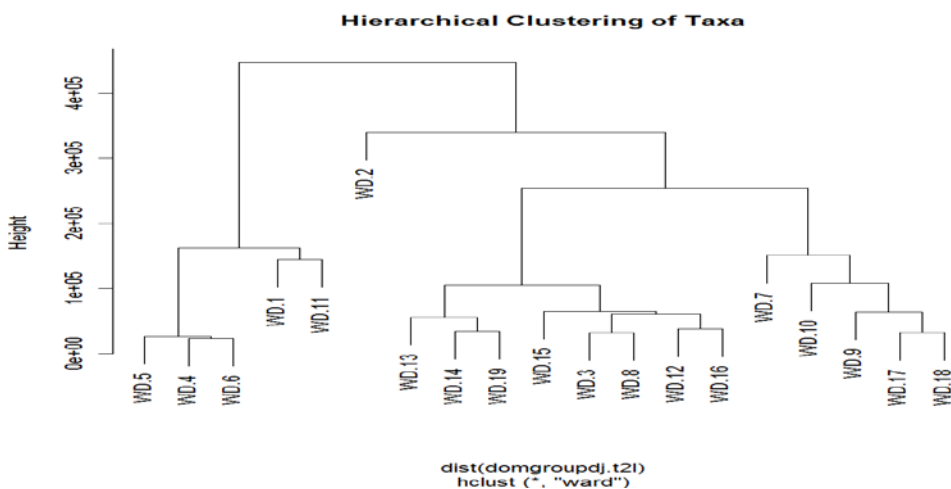 Hierarchical Clustering of Taxa
Height
4e+05
3e+05
2e+05
1e+05
0e+00
WD.5
WD.4
WD.6
WD.1
WD.11
WD.2
WD.13
WD.14
WD.19
WD.15
WD.3
WD.8
WD.12
WD.16
WD.7
WD.10
WD.9
WD.17
WD.18
dist(domgroupdj.t2l)
hclust (*, "ward")